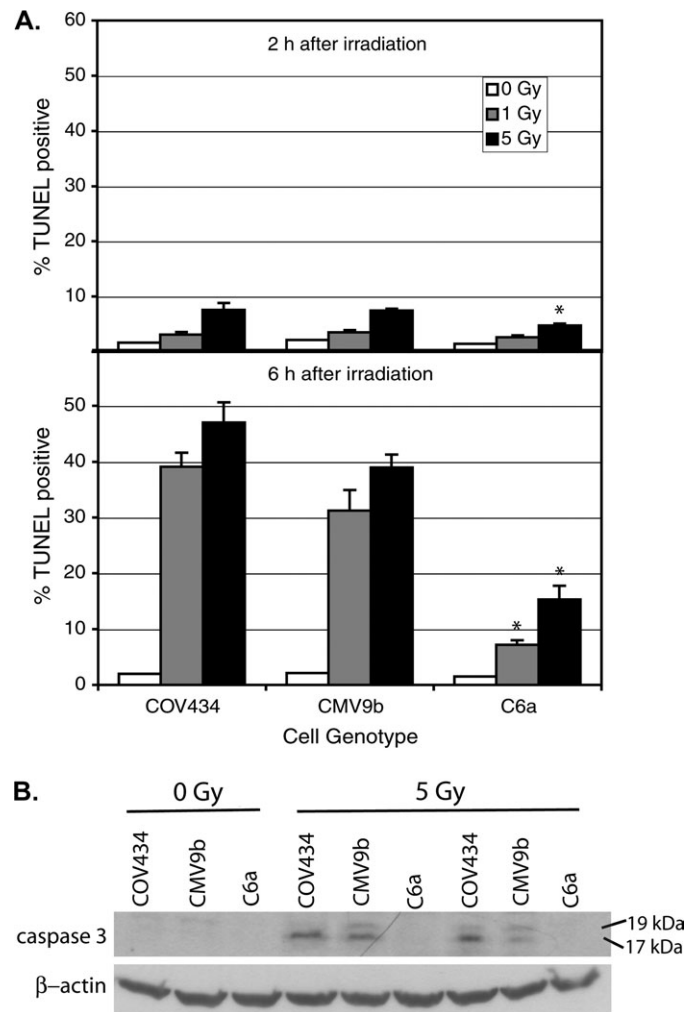 A.
60
2 h after irradiation
50
0 Gy
1 Gy
5 Gy
40
30
20
10
*
% TUNEL positive
6 h after irradiation
50
40
30
20
10
0
* *
% TUNEL positive
COV434 CMV9b C6a
Cell Genotype
B.
0 Gy 5 Gy
COV434 CMV9b C6a COV434 CMV9b C6a COV434 CMV9b C6a
caspase 3
19 kDa
17 kDa
β–actin